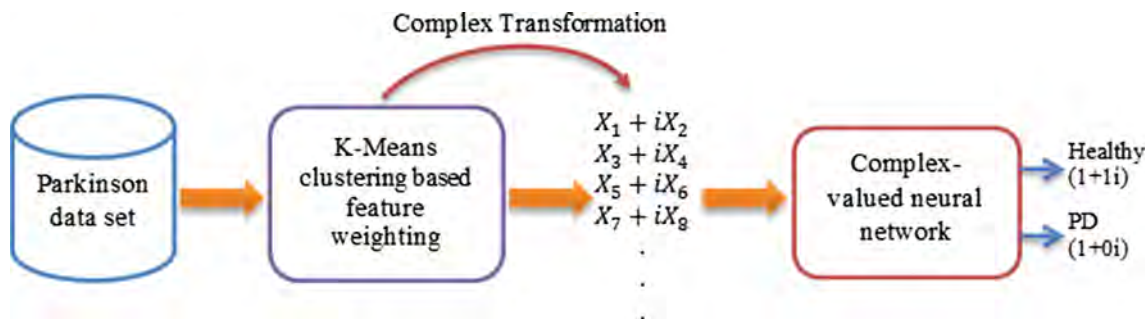 Complex Transformation
Parkinson
data set
K-Means
clustering based
feature
weighting
X₁ + iX₂
X₃ + iX₄
X₅ + iX₆
X₇ + iX₈
.
.
.
Complex-
valued neural
network
Healthy
(1+1i)
PD
(1+0i)